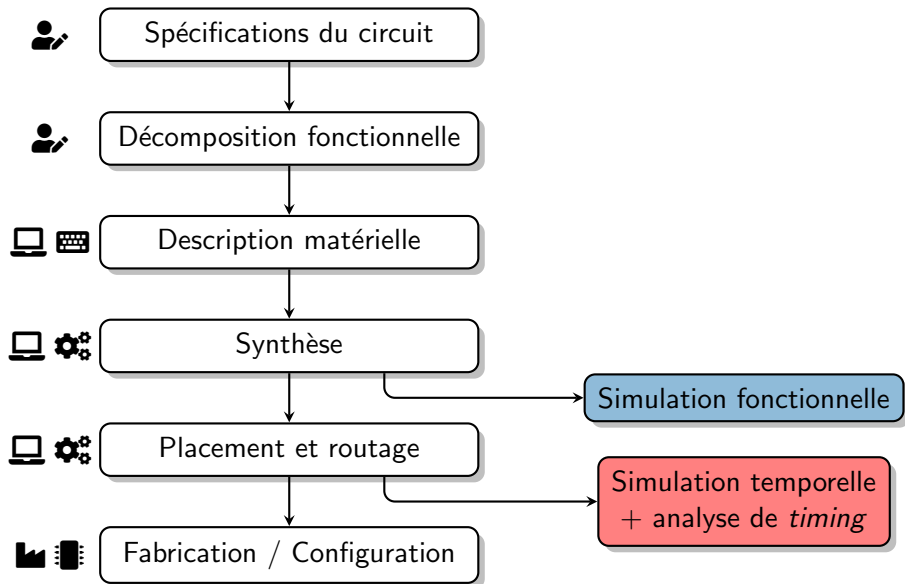 Spécifications du circuit
Décomposition fonctionnelle
Description matérielle
Synthèse
Simulation fonctionnelle
Placement et routage
Simulation temporelle
+ analyse de timing
Fabrication / Configuration